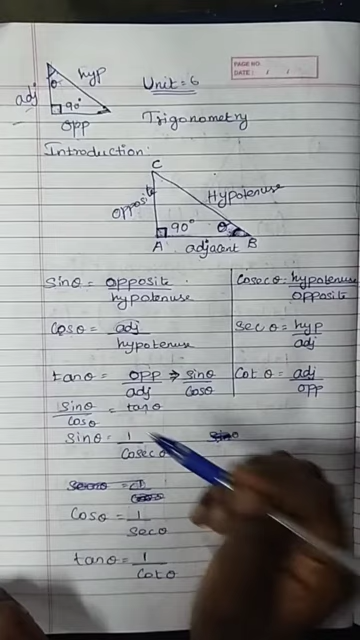 PAGE NO.
DATE: / /
Unit = 6
Trigonometry
hyp
adj
θ
90°
opp
Introduction:
C
opposite
Hypotenuse
90°
θ
A
adjacent
B
sinθ = opposite/hypotenuse
cosecθ = hypotenuse/opposite
cosθ = adj/hypotenuse
secθ = hyp/adj
tanθ = opp/adj ⇒ sinθ/cosθ
cotθ = adj/opp
sinθ/cosθ = tanθ
sinθ = 1/cosecθ
cosθ = 1/secθ
tanθ = 1/cotθ